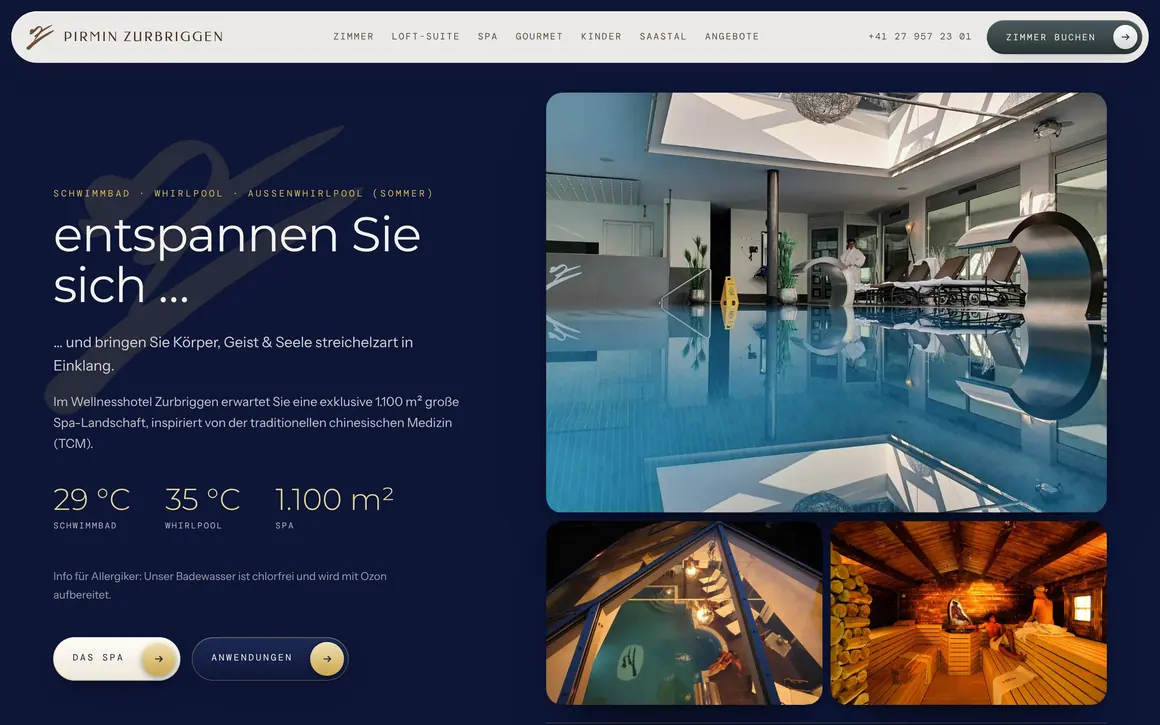 PIRMIN ZURBRIGGEN
ZIMMER LOFT-SUITE SPA GOURMET KINDER SAASTAL ANGEBOTE
+41 27 957 23 01
ZIMMER BUCHEN
SCHWIMMBAD · WHIRLPOOL · AUSSENWHIRLPOOL (SOMMER)
entspannen Sie
sich ...
... und bringen Sie Körper, Geist & Seele streichelzart in
Einklang.
Im Wellnesshotel Zurbriggen erwartet Sie eine exklusive 1.100 m² große
Spa-Landschaft, inspiriert von der traditionellen chinesischen Medizin
(TCM).
29 °C 35 °C 1.100 m²
SCHWIMMBAD WHIRLPOOL SPA
Info für Allergiker: Unser Badewasser ist chlorfrei und wird mit Ozon
aufbereitet.
DAS SPA
ANWENDUNGEN